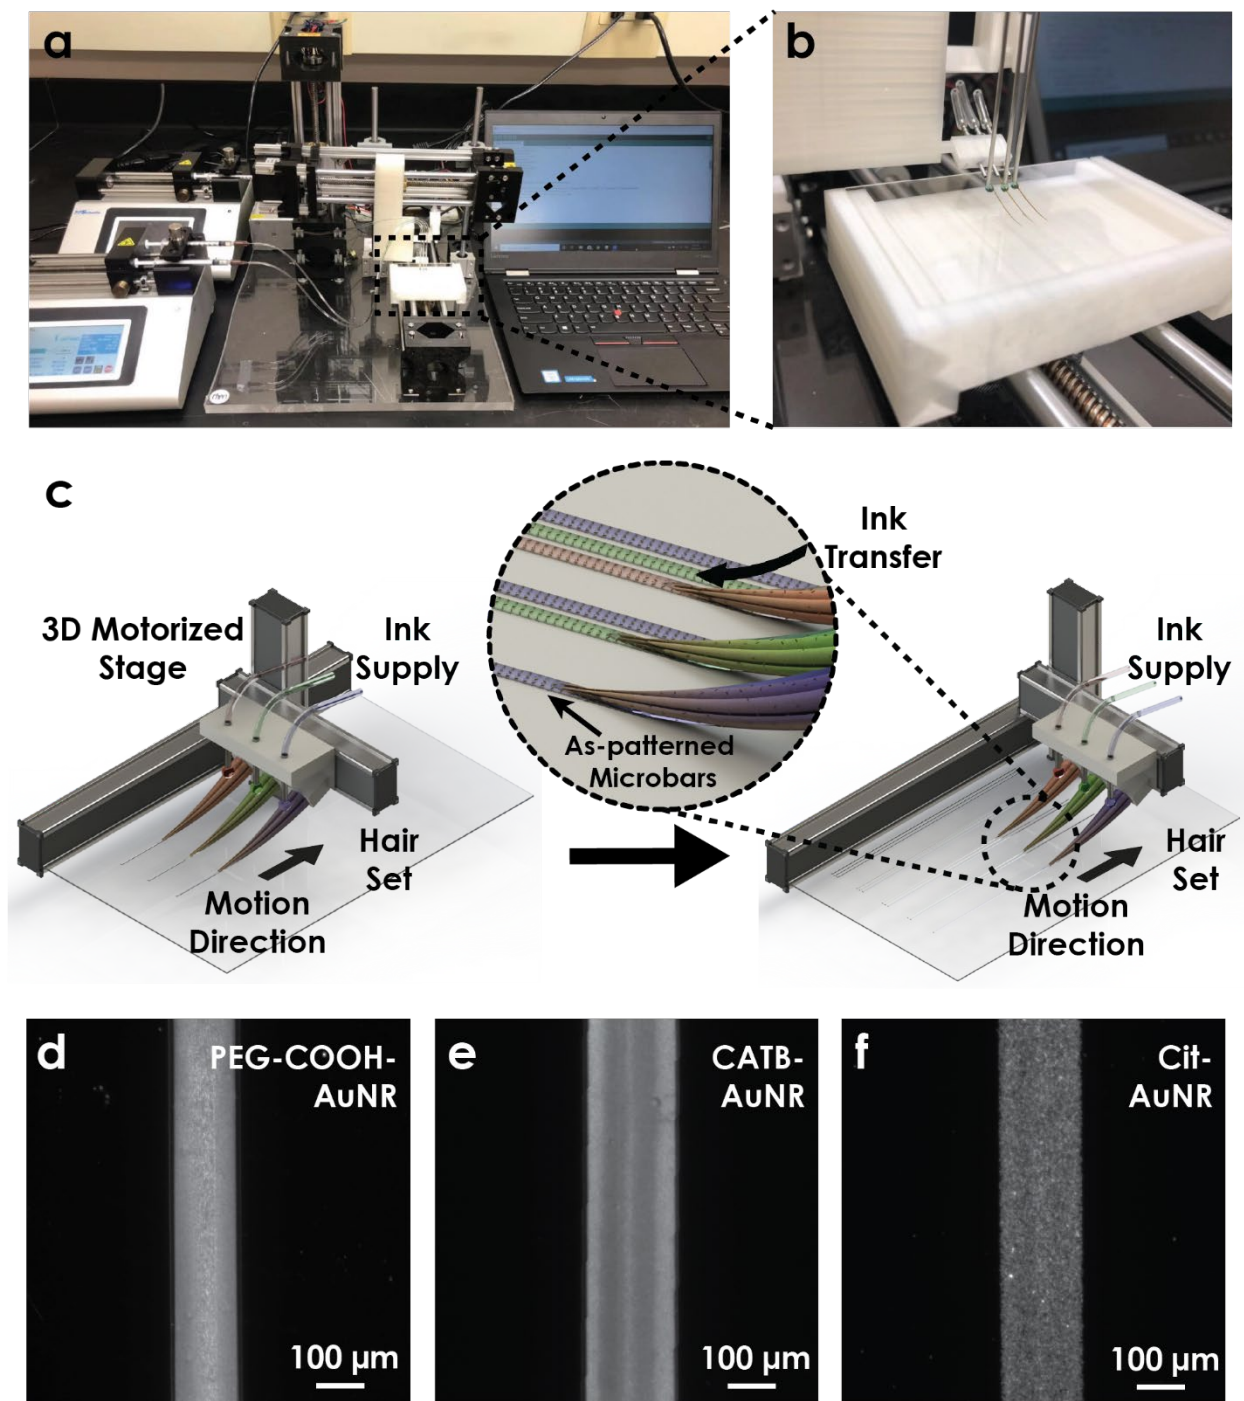 a
b
c
3D Motorized
Stage
Ink
Supply
Ink
Transfer
As-patterned
Microbars
Hair
Set
Motion
Direction
Ink
Supply
Hair
Set
Motion
Direction
d
PEG-COOH-
AuNR
100 μm
e
CATB-
AuNR
100 μm
f
Cit-
AuNR
100 μm